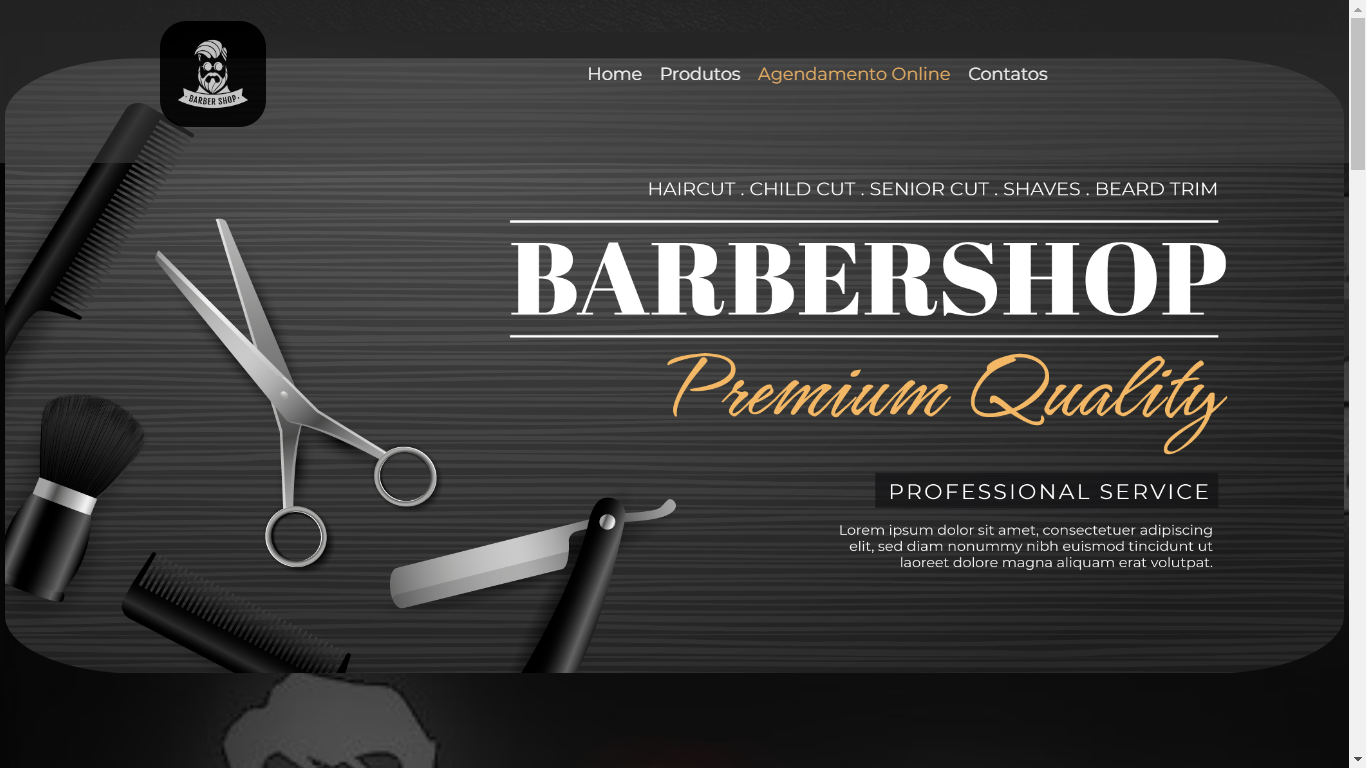 BARBER SHOP
Home Produtos Agendamento Online Contatos
HAIRCUT . CHILD CUT . SENIOR CUT . SHAVES . BEARD TRIM
BARBERSHOP
Premium Quality
PROFESSIONAL SERVICE
Lorem ipsum dolor sit amet, consectetuer adipiscing
elit, sed diam nonummy nibh euismod tincidunt ut
laoreet dolore magna aliquam erat volutpat.